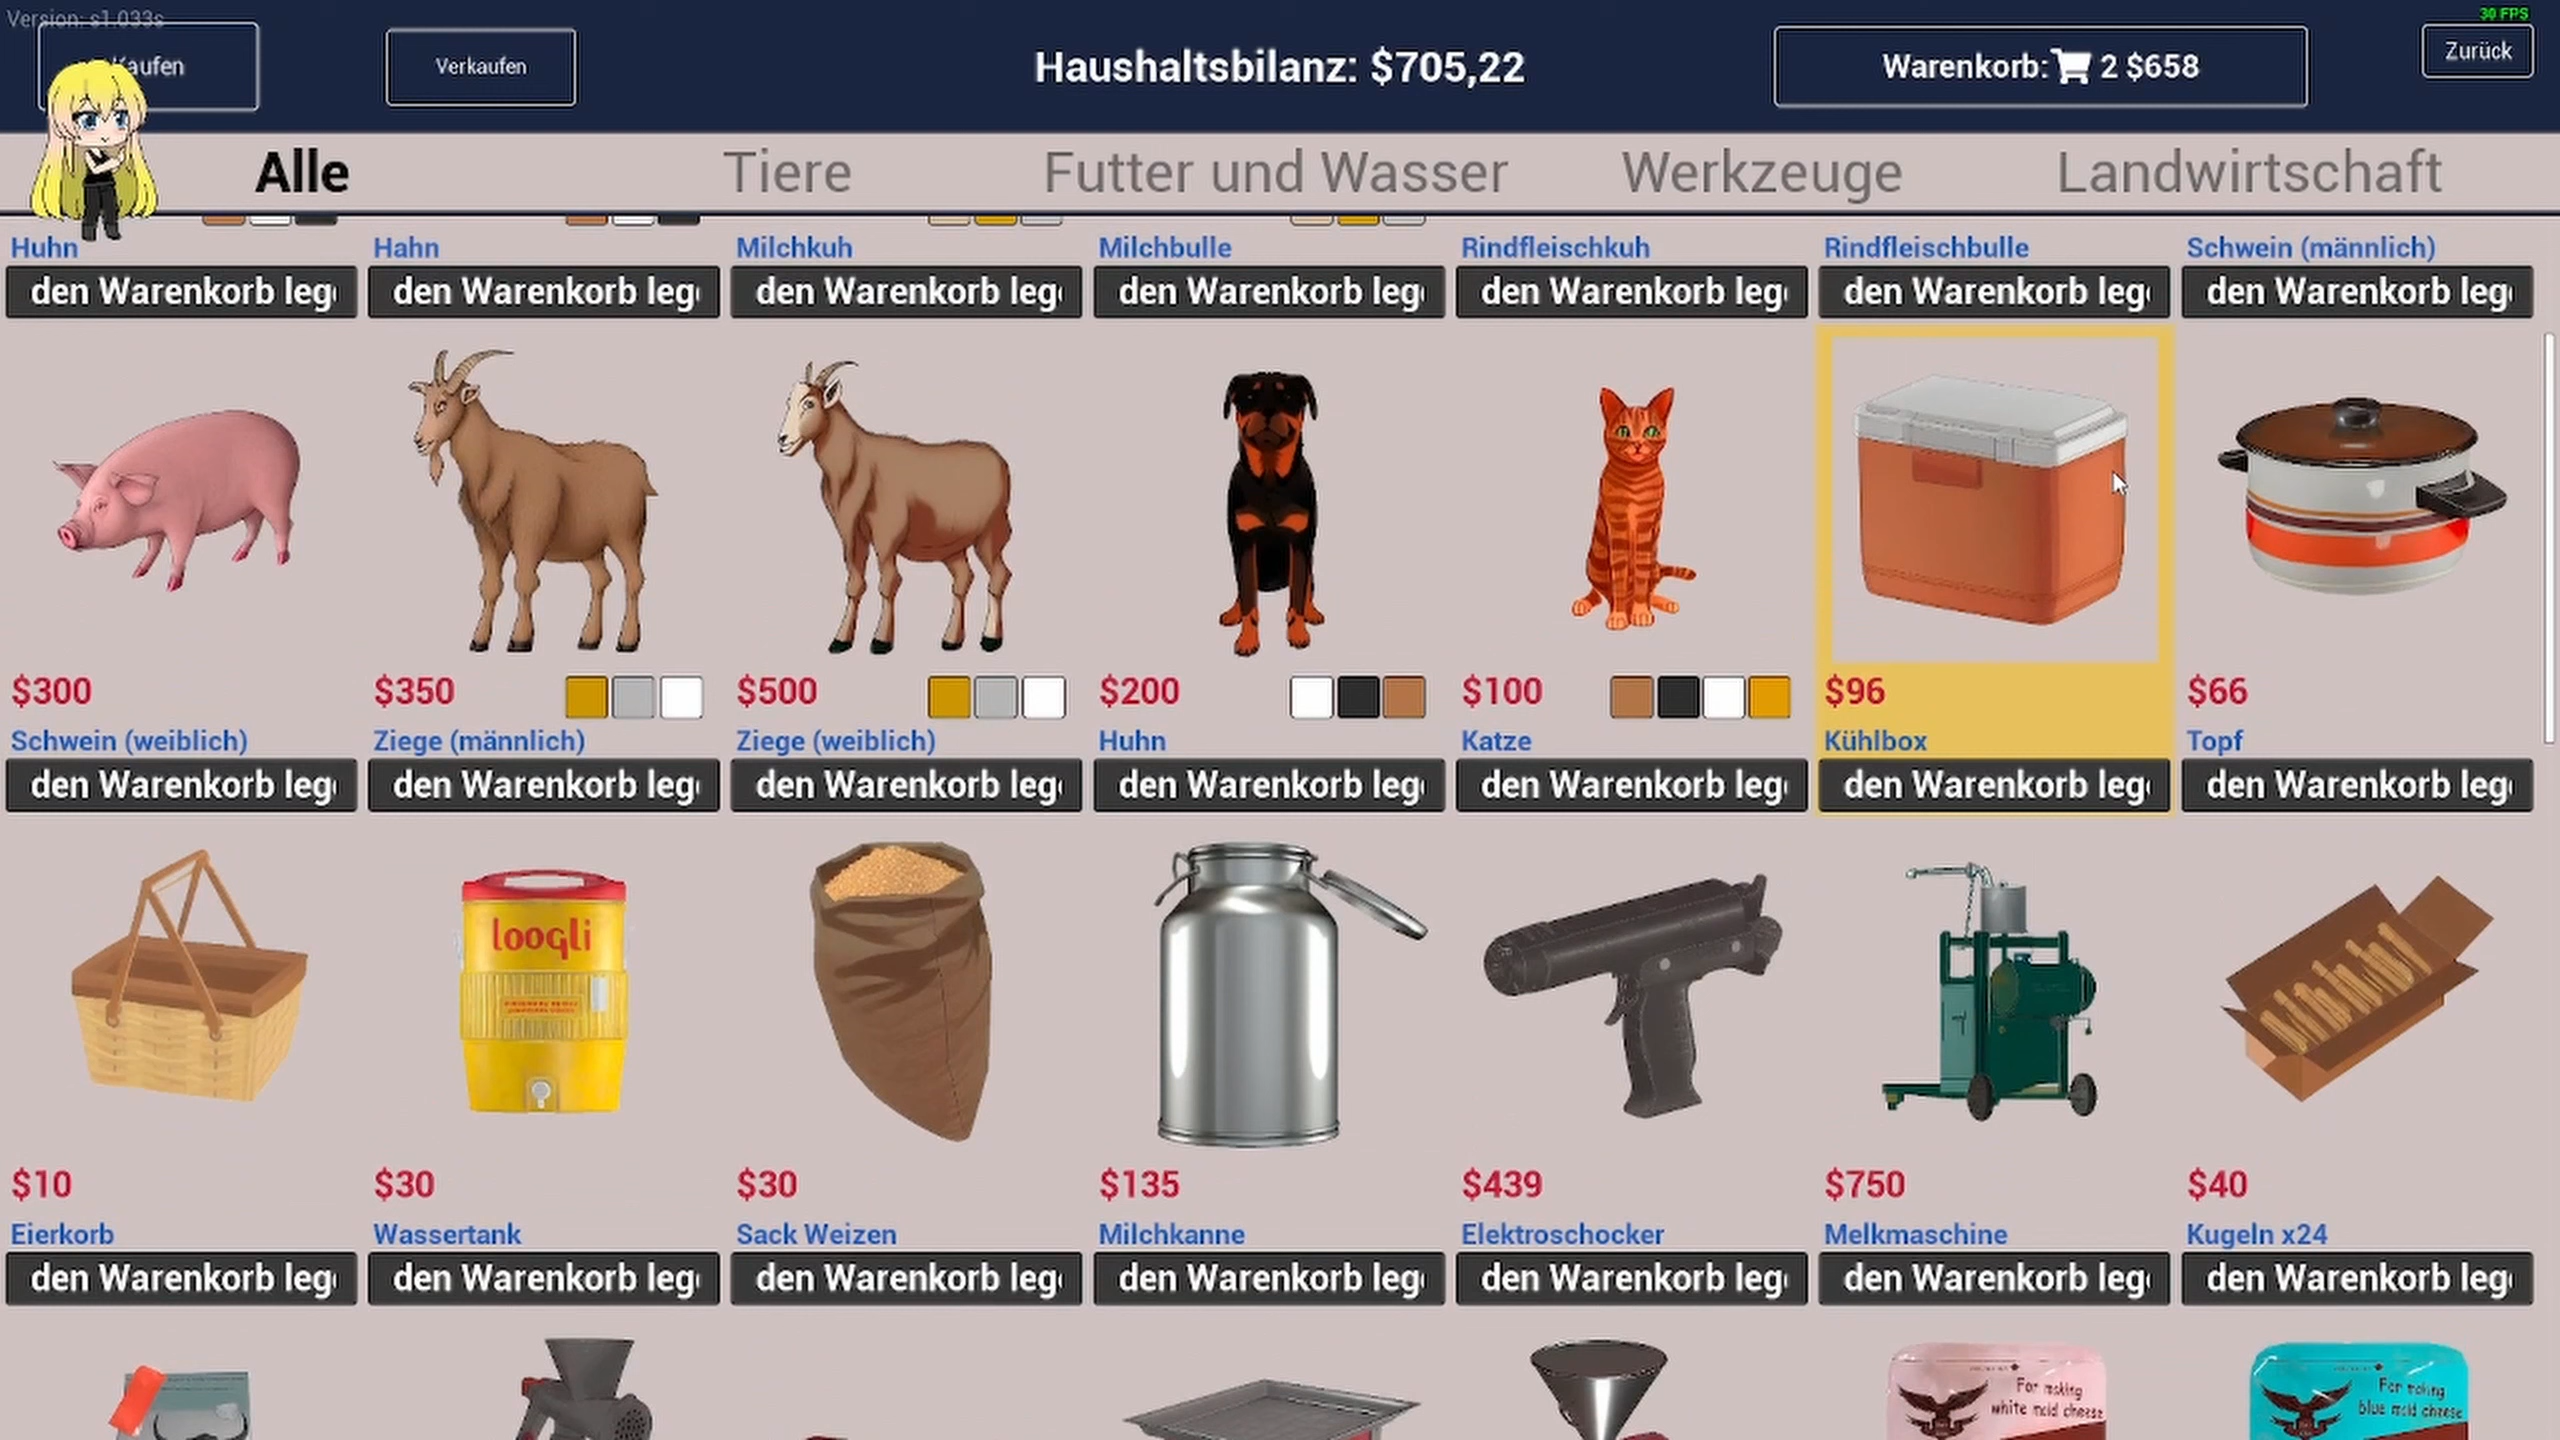 Version: s1.033s
30 FPS
Kaufen
Verkaufen
Haushaltsbilanz: $705,22
Warenkorb: 2 $658
Zurück
Alle
Tiere
Futter und Wasser
Werkzeuge
Landwirtschaft
Huhn
Hahn
Milchkuh
Milchbulle
Rindfleischkuh
Rindfleischbulle
Schwein (männlich)
den Warenkorb leg
den Warenkorb leg
den Warenkorb leg
den Warenkorb leg
den Warenkorb leg
den Warenkorb leg
den Warenkorb leg
$300
$350
$500
$200
$100
$96
$66
Schwein (weiblich)
Ziege (männlich)
Ziege (weiblich)
Huhn
Katze
Kühlbox
Topf
den Warenkorb leg
den Warenkorb leg
den Warenkorb leg
den Warenkorb leg
den Warenkorb leg
den Warenkorb leg
den Warenkorb leg
looqli
$10
$30
$30
$135
$439
$750
$40
Eierkorb
Wassertank
Sack Weizen
Milchkanne
Elektroschocker
Melkmaschine
Kugeln x24
den Warenkorb leg
den Warenkorb leg
den Warenkorb leg
den Warenkorb leg
den Warenkorb leg
den Warenkorb leg
den Warenkorb leg
For making
white mold cheese
For making
blue mold cheese